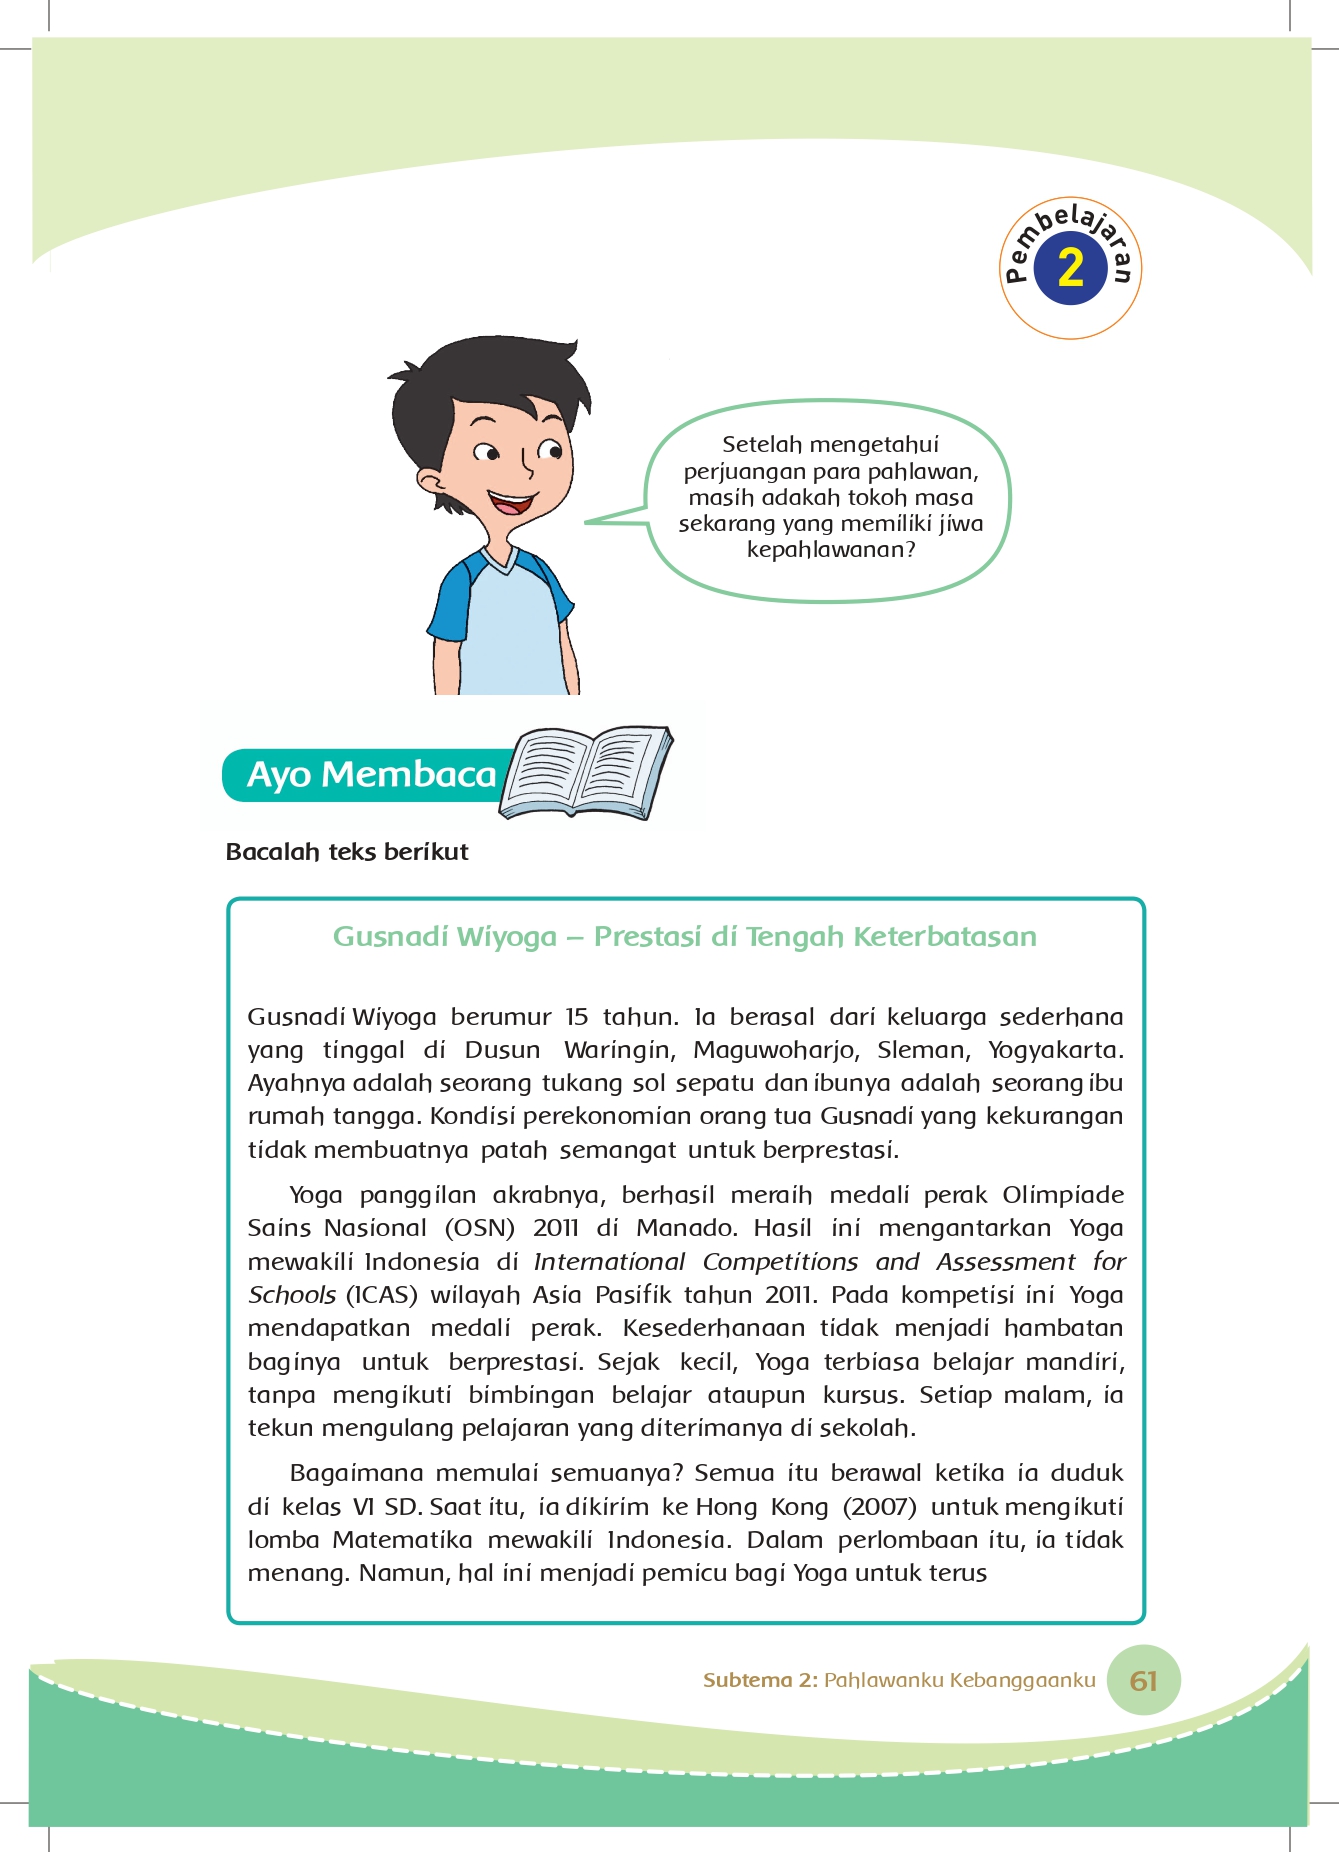 Pembelajaran
2
Setelah mengetahui
perjuangan para pahlawan,
masih adakah tokoh masa
sekarang yang memiliki jiwa
kepahlawanan?
Ayo Membaca
Bacalah teks berikut
Gusnadi Wiyoga – Prestasi di Tengah Keterbatasan
Gusnadi Wiyoga berumur 15 tahun. Ia berasal dari keluarga sederhana
yang tinggal di Dusun Waringin, Maguwoharjo, Sleman, Yogyakarta.
Ayahnya adalah seorang tukang sol sepatu dan ibunya adalah seorang ibu
rumah tangga. Kondisi perekonomian orang tua Gusnadi yang kekurangan
tidak membuatnya patah semangat untuk berprestasi.
Yoga panggilan akrabnya, berhasil meraih medali perak Olimpiade
Sains Nasional (OSN) 2011 di Manado. Hasil ini mengantarkan Yoga
mewakili Indonesia di International Competitions and Assessment for
Schools (ICAS) wilayah Asia Pasifik tahun 2011. Pada kompetisi ini Yoga
mendapatkan medali perak. Kesederhanaan tidak menjadi hambatan
baginya untuk berprestasi. Sejak kecil, Yoga terbiasa belajar mandiri,
tanpa mengikuti bimbingan belajar ataupun kursus. Setiap malam, ia
tekun mengulang pelajaran yang diterimanya di sekolah.
Bagaimana memulai semuanya? Semua itu berawal ketika ia duduk
di kelas VI SD. Saat itu, ia dikirim ke Hong Kong (2007) untuk mengikuti
lomba Matematika mewakili Indonesia. Dalam perlombaan itu, ia tidak
menang. Namun, hal ini menjadi pemicu bagi Yoga untuk terus
Subtema 2: Pahlawanku Kebanggaanku
61